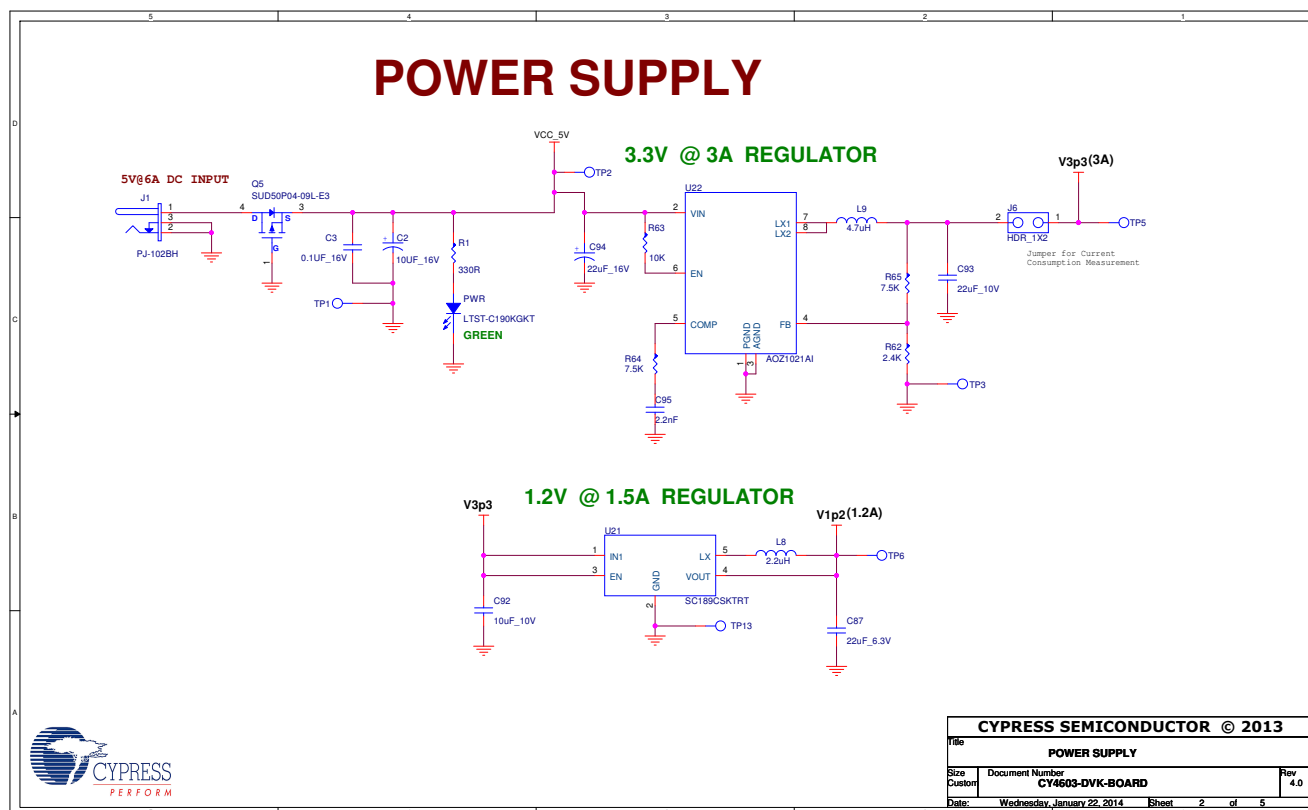 5 4 3 2 1
POWER SUPPLY
D
VCC_5V
TP2
3.3V @ 3A REGULATOR
V3p3(3A)
5V@6A DC INPUT
J1
1
3
2
PJ-102BH
Q5
SUD50P04-09L-E3
4 D S 3
G
1
C3
0.1UF_16V
+ C2
10UF_16V
TP1
R1
330R
PWR
LTST-C190KGKT
GREEN
+ C94
22uF_16V
R63
10K
U22
2 VIN
6 EN
5 COMP
LX1 7
LX2 8
FB 4
PGND
AGND
1
3
AOZ1021AI
R64
7.5K
C95
2.2nF
L9
4.7uH
R65
7.5K
R62
2.4K
TP3
C93
22uF_10V
J6
2 1
HDR_1X2
TP5
Jumper for Current
Consumption Measurement
C
1.2V @ 1.5A REGULATOR
B
V3p3
U21
1 IN1
3 EN
LX 5
VOUT 4
GND
2
SC189CSKTRT
TP13
C92
10uF_10V
L8
2.2uH
V1p2(1.2A)
TP6
C87
22uF_6.3V
A
CYPRESS
PERFORM
CYPRESS SEMICONDUCTOR © 2013
Title
POWER SUPPLY
Size Document Number Rev
Custom CY4603-DVK-BOARD 4.0
Date: Wednesday, January 22, 2014 Sheet 2 of 5